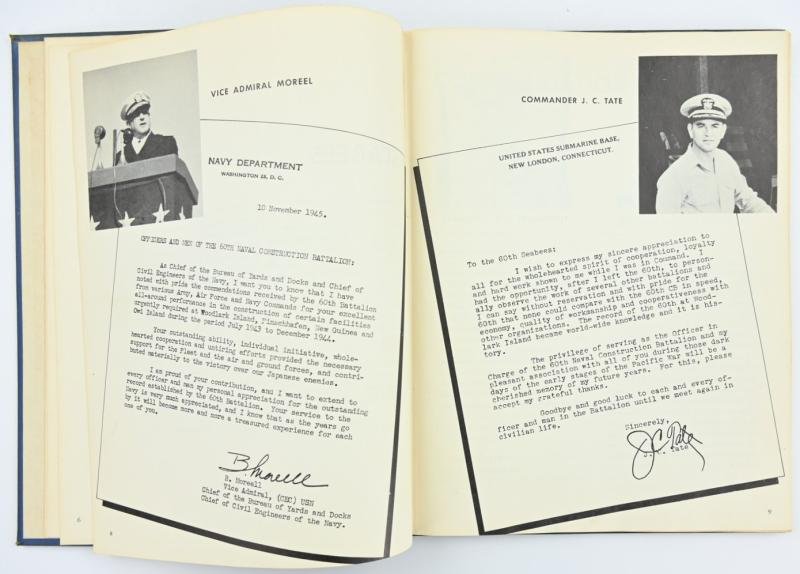 VICE ADMIRAL MOREEL
NAVY DEPARTMENT
WASHINGTON 25, D. C.
10 November 1945.
OFFICERS AND MEN OF THE 60TH NAVAL CONSTRUCTION BATTALION:
As Chief of the Bureau of Yards and Docks and Chief of
Civil Engineers of the Navy, I want you to know that I have
noted with pride the commendations received by the 60th Battalion
from various Army, Air Force and Navy Commands for your excellent
all-around performance in the construction of certain facilities
urgently required at Woodlark Island, Finschhafen, New Guinea and
Owi Island during the period July 1943 to December 1944.
Your outstanding ability, individual initiative, whole-
hearted cooperation and untiring efforts provided the necessary
support for the fleet and the air and ground forces, and contri-
buted materially to the victory over our Japanese enemies.
I am proud of your contribution, and I want to extend to
every officer and man my personal appreciation for the outstanding
record established by the 60th Battalion. Your service to the
Navy is very much appreciated, and I know that as the years go
by it will become more and more a treasured experience for each
one of you.
B. Moreell
B. Moreell
Vice Admiral, (CEC) USN
Chief of the Bureau of Yards and Docks
Chief of Civil Engineers of the Navy.
6
8
COMMANDER J. C. TATE
UNITED STATES SUBMARINE BASE,
NEW LONDON, CONNECTICUT.
To the 60th Seabees:
I wish to express my sincere appreciation to
all for the wholehearted spirit of cooperation, loyalty
and hard work shown to me while I was in Command. I
had the opportunity, after I left the 60th, to person-
ally observe the work of several other battalions and
I can say without reservation and with pride for the
60th that none could compare with the 60th CB in speed,
economy, quality of workmanship and cooperativeness with
other organizations. The record of the 60th at Wood-
lark Island became world-wide knowledge and it is his-
tory.
The privilege of serving as the Officer in
Charge of the 60th Naval Construction Battalion and my
pleasant association with all of you during those dark
days of the early stages of the Pacific War will be a
cherished memory of my future years. For this, please
accept my grateful thanks.
Goodbye and good luck to each and every of-
ficer and man in the Battalion until we meet again in
civilian life.
Sincerely,
J C Tate
J. C. Tate
9